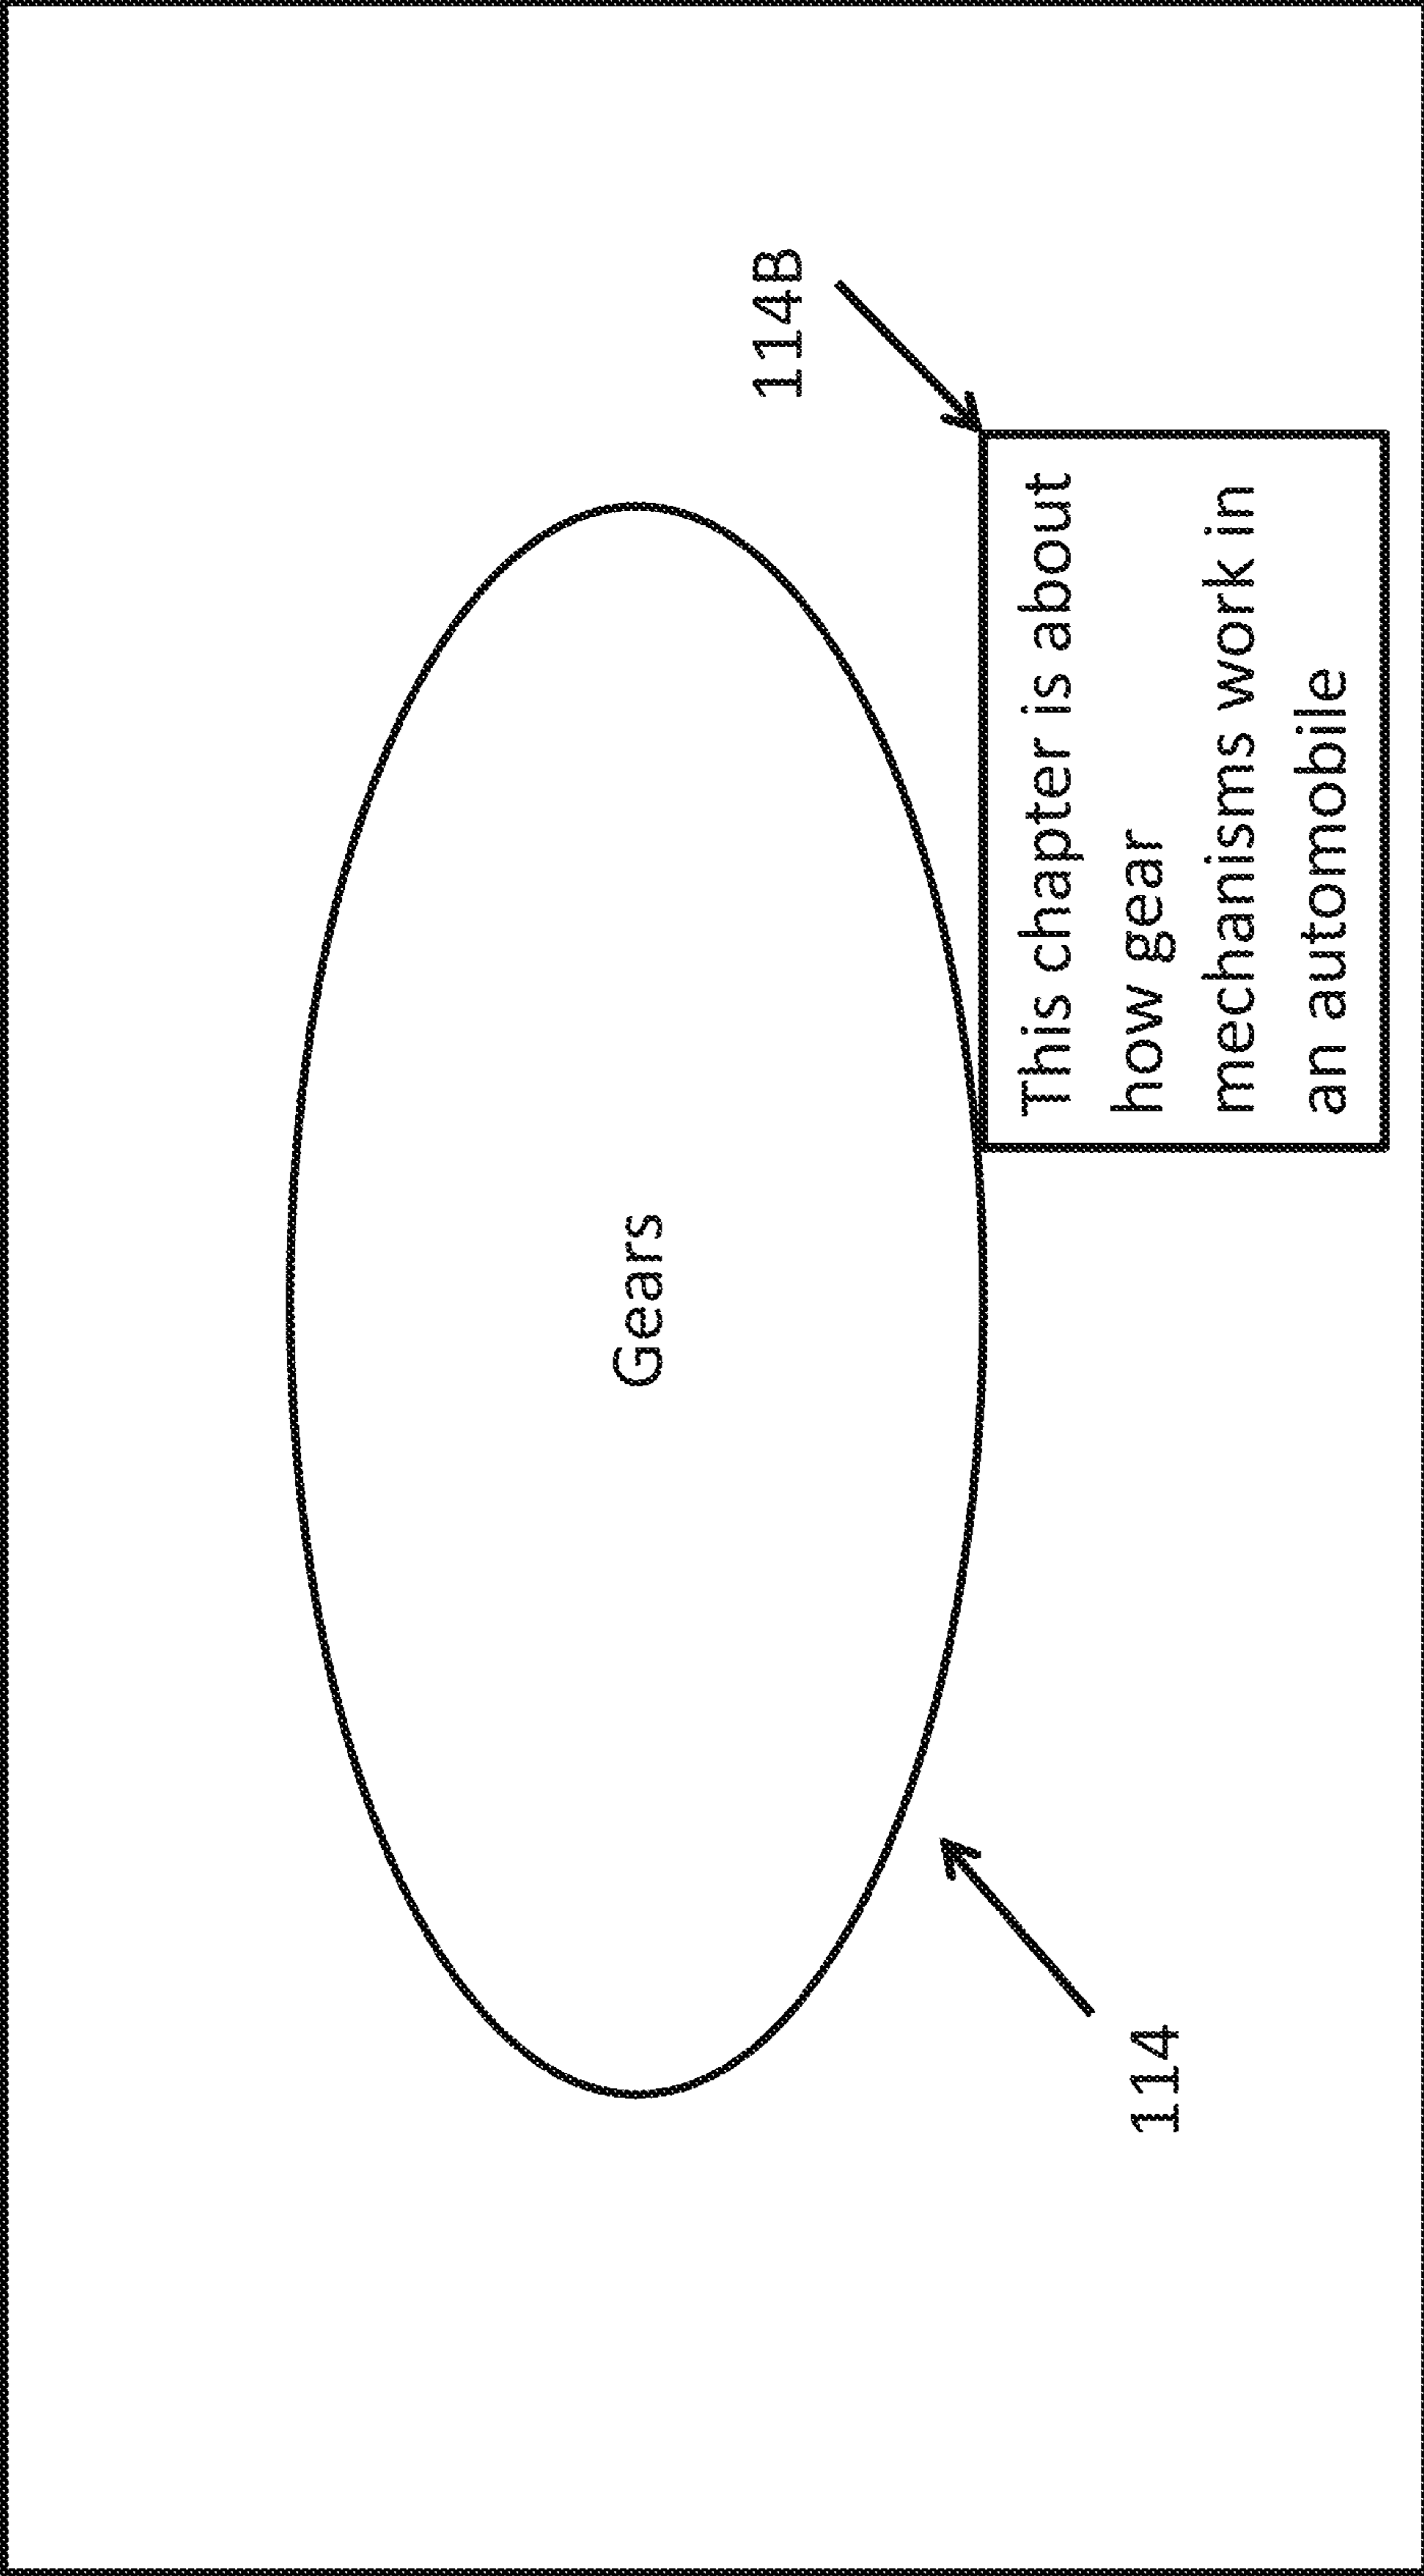 Gears
114B
This chapter is about
how gear
mechanisms work in
an automobile
114